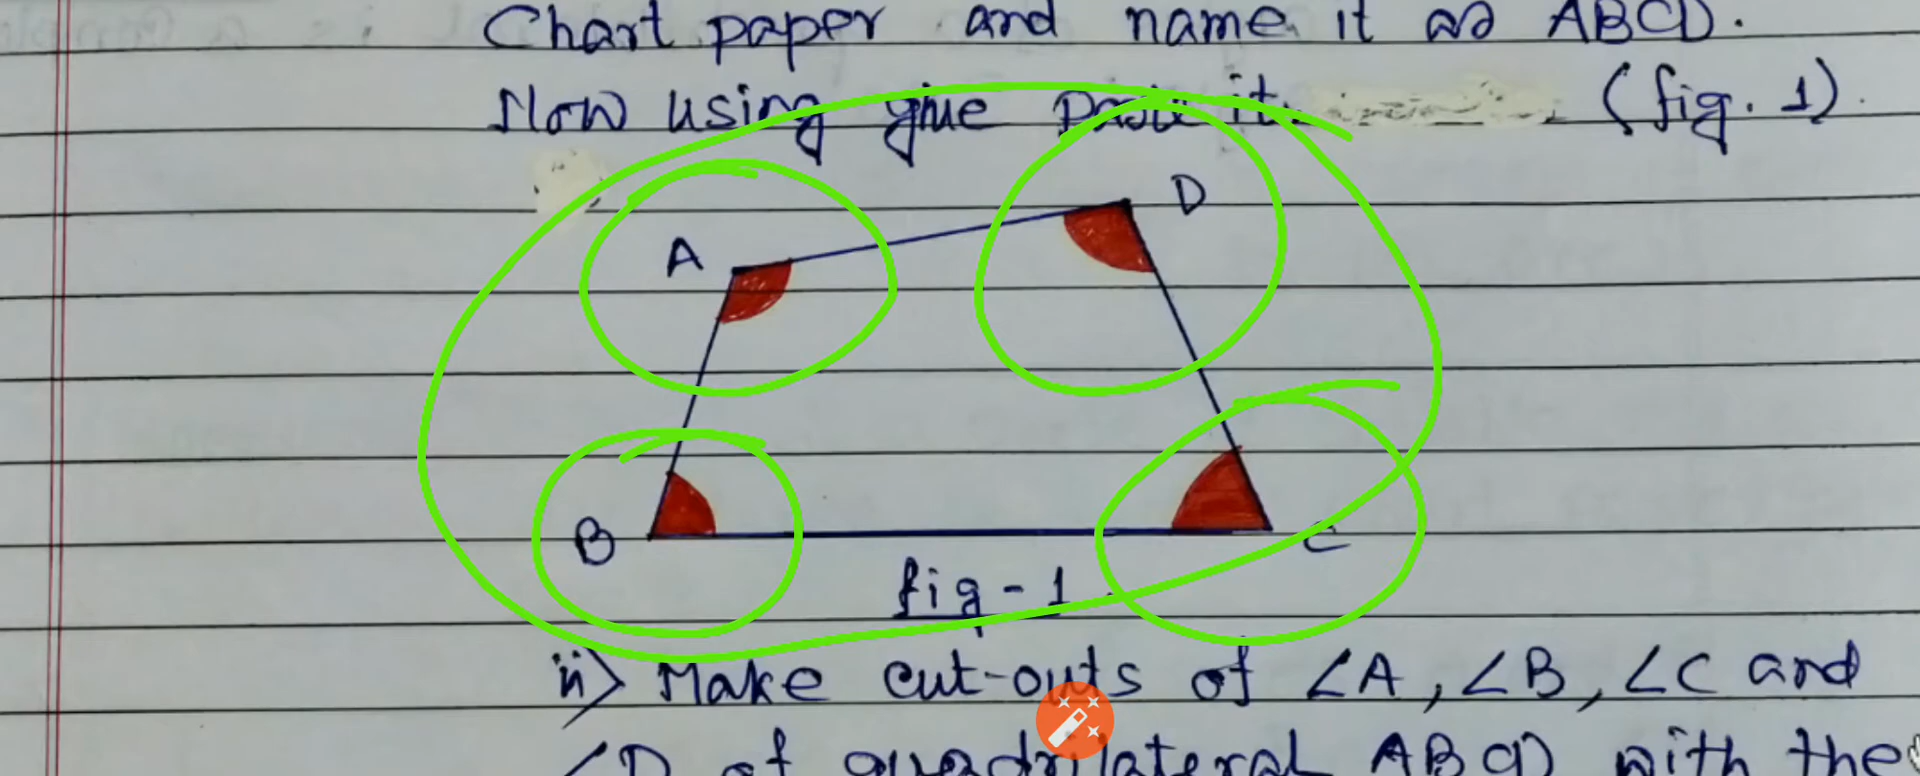 Chart paper and name it as ABCD.
Now using glue paste it. (fig. 1).
A
D
B
C
fig-1
ii) Make cut-outs of ∠A, ∠B, ∠C and
∠D of quadrilateral ABCD with the